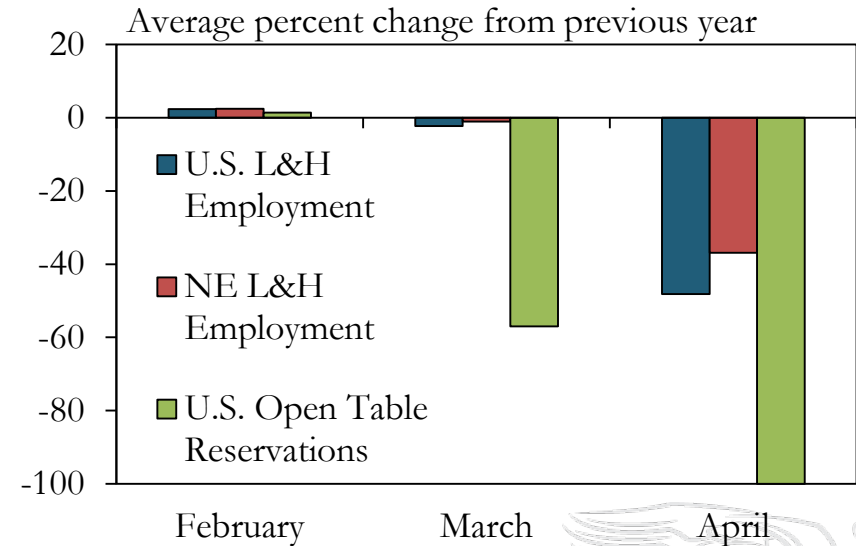 Average percent change from previous year
20
0
-20
-40
-60
-80
-100
U.S. L&H
Employment
NE L&H
Employment
U.S. Open Table
Reservations
February March April